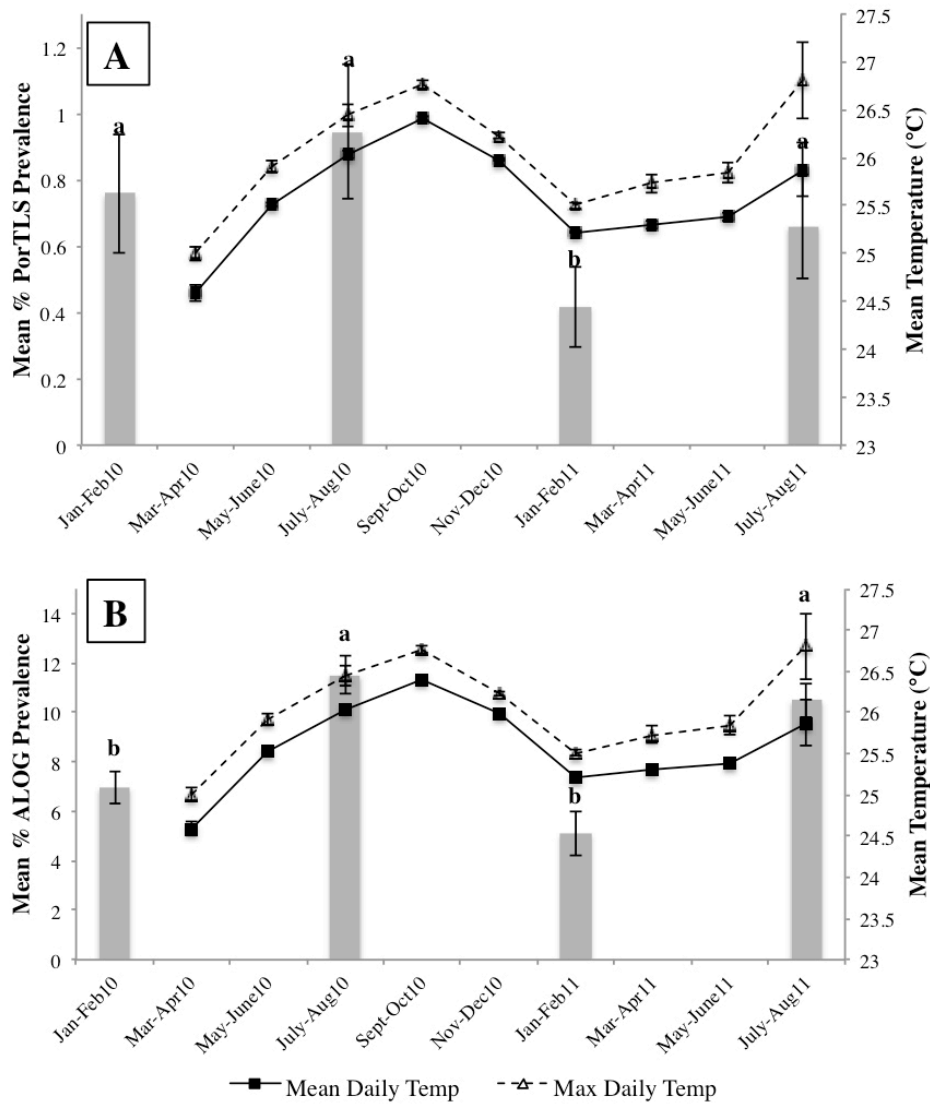 A
Mean % PorTLS Prevalence
1.2
1
0.8
0.6
0.4
0.2
0
a
a
b
a
27.5
27
26.5
26
25.5
25
24.5
24
23.5
23
Mean Temperature (°C)
Jan-Feb10
Mar-Apr10
May-June10
July-Aug10
Sept-Oct10
Nov-Dec10
Jan-Feb11
Mar-Apr11
May-June11
July-Aug11
B
Mean % ALOG Prevalence
14
12
10
8
6
4
2
0
b
a
b
a
27.5
27
26.5
26
25.5
25
24.5
24
23.5
23
Mean Temperature (°C)
Jan-Feb10
Mar-Apr10
May-June10
July-Aug10
Sept-Oct10
Nov-Dec10
Jan-Feb11
Mar-Apr11
May-June11
July-Aug11
Mean Daily Temp Max Daily Temp